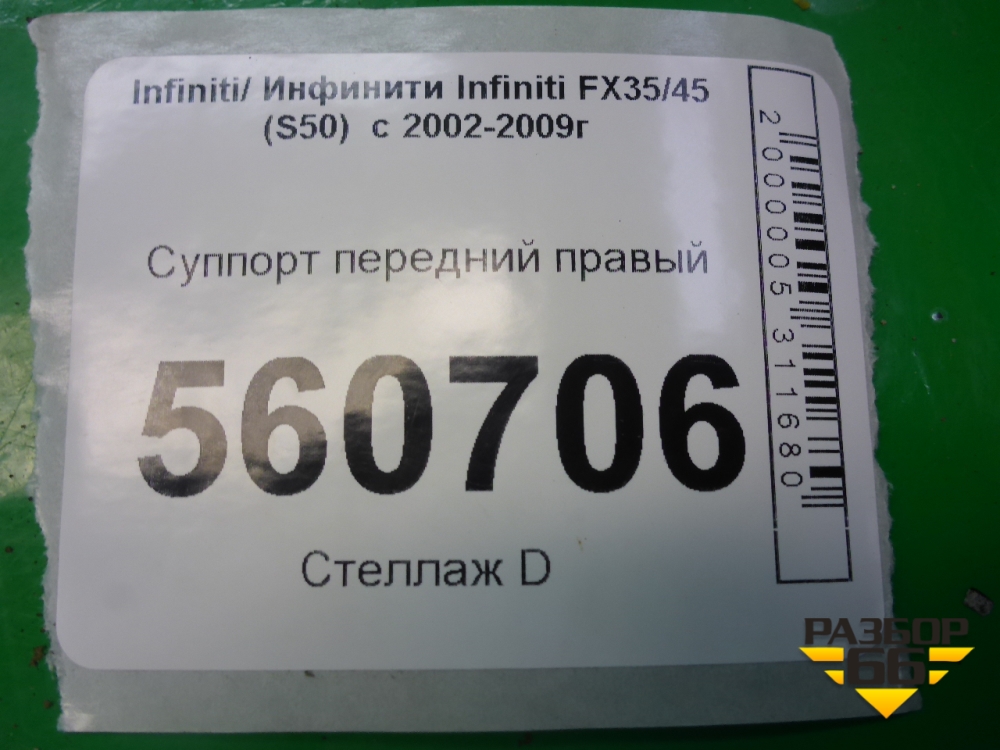 Infiniti/ Инфинити Infiniti FX35/45
(S50) с 2002-2009г
Суппорт передний правый
560706
Стеллаж D
2000005311680
РАЗБОР
66